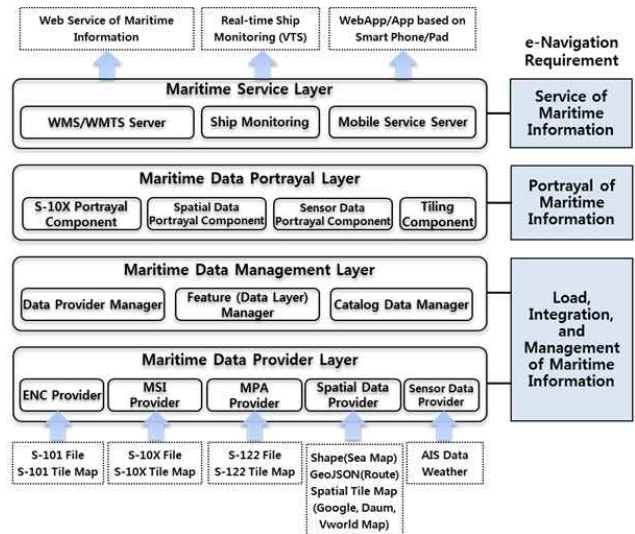 Web Service of Maritime
Information
Real-time Ship
Monitoring (VTS)
WebApp/App based on
Smart Phone/Pad
e-Navigation
Requirement
Maritime Service Layer
WMS/WMTS Server
Ship Monitoring
Mobile Service Server
Service of
Maritime
Information
Maritime Data Portrayal Layer
S-10X Portrayal
Component
Spatial Data
Portrayal Component
Sensor Data
Portrayal Component
Tiling
Component
Portrayal of
Maritime
Information
Maritime Data Management Layer
Data Provider Manager
Feature (Data Layer)
Manager
Catalog Data Manager
Load,
Integration,
and
Management
of Maritime
Information
Maritime Data Provider Layer
ENC Provider
MSI
Provider
MPA
Provider
Spatial Data
Provider
Sensor Data
Provider
S-101 File
S-101 Tile Map
S-10X File
S-10X Tile Map
S-122 File
S-122 Tile Map
Shape(Sea Map)
GeoJSON(Route)
Spatial Tile Map
(Google, Daum,
Vworld Map)
AIS Data
Weather